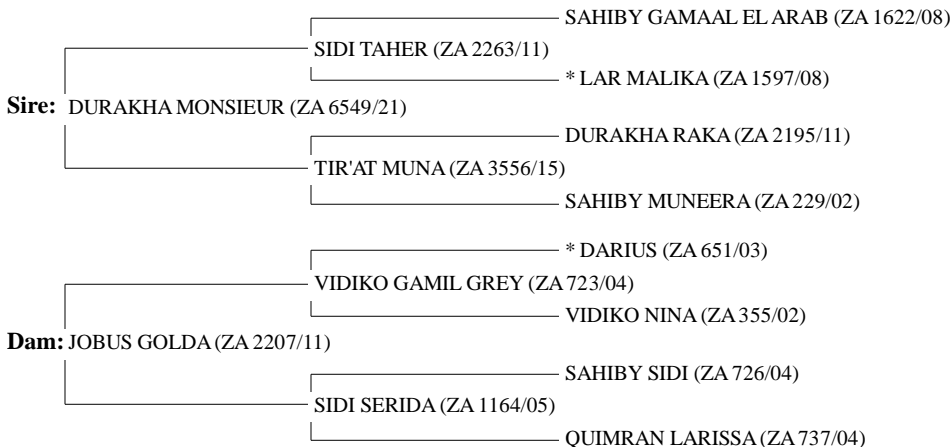 SAHIBY GAMAAL EL ARAB (ZA 1622/08)
SIDI TAHER (ZA 2263/11)
* LAR MALIKA (ZA 1597/08)
Sire: DURAKHA MONSIEUR (ZA 6549/21)
DURAKHA RAKA (ZA 2195/11)
TIR'AT MUNA (ZA 3556/15)
SAHIBY MUNEERA (ZA 229/02)
* DARIUS (ZA 651/03)
VIDIKO GAMIL GREY (ZA 723/04)
VIDIKO NINA (ZA 355/02)
Dam: JOBUS GOLDA (ZA 2207/11)
SAHIBY SIDI (ZA 726/04)
SIDI SERIDA (ZA 1164/05)
QUIMRAN LARISSA (ZA 737/04)